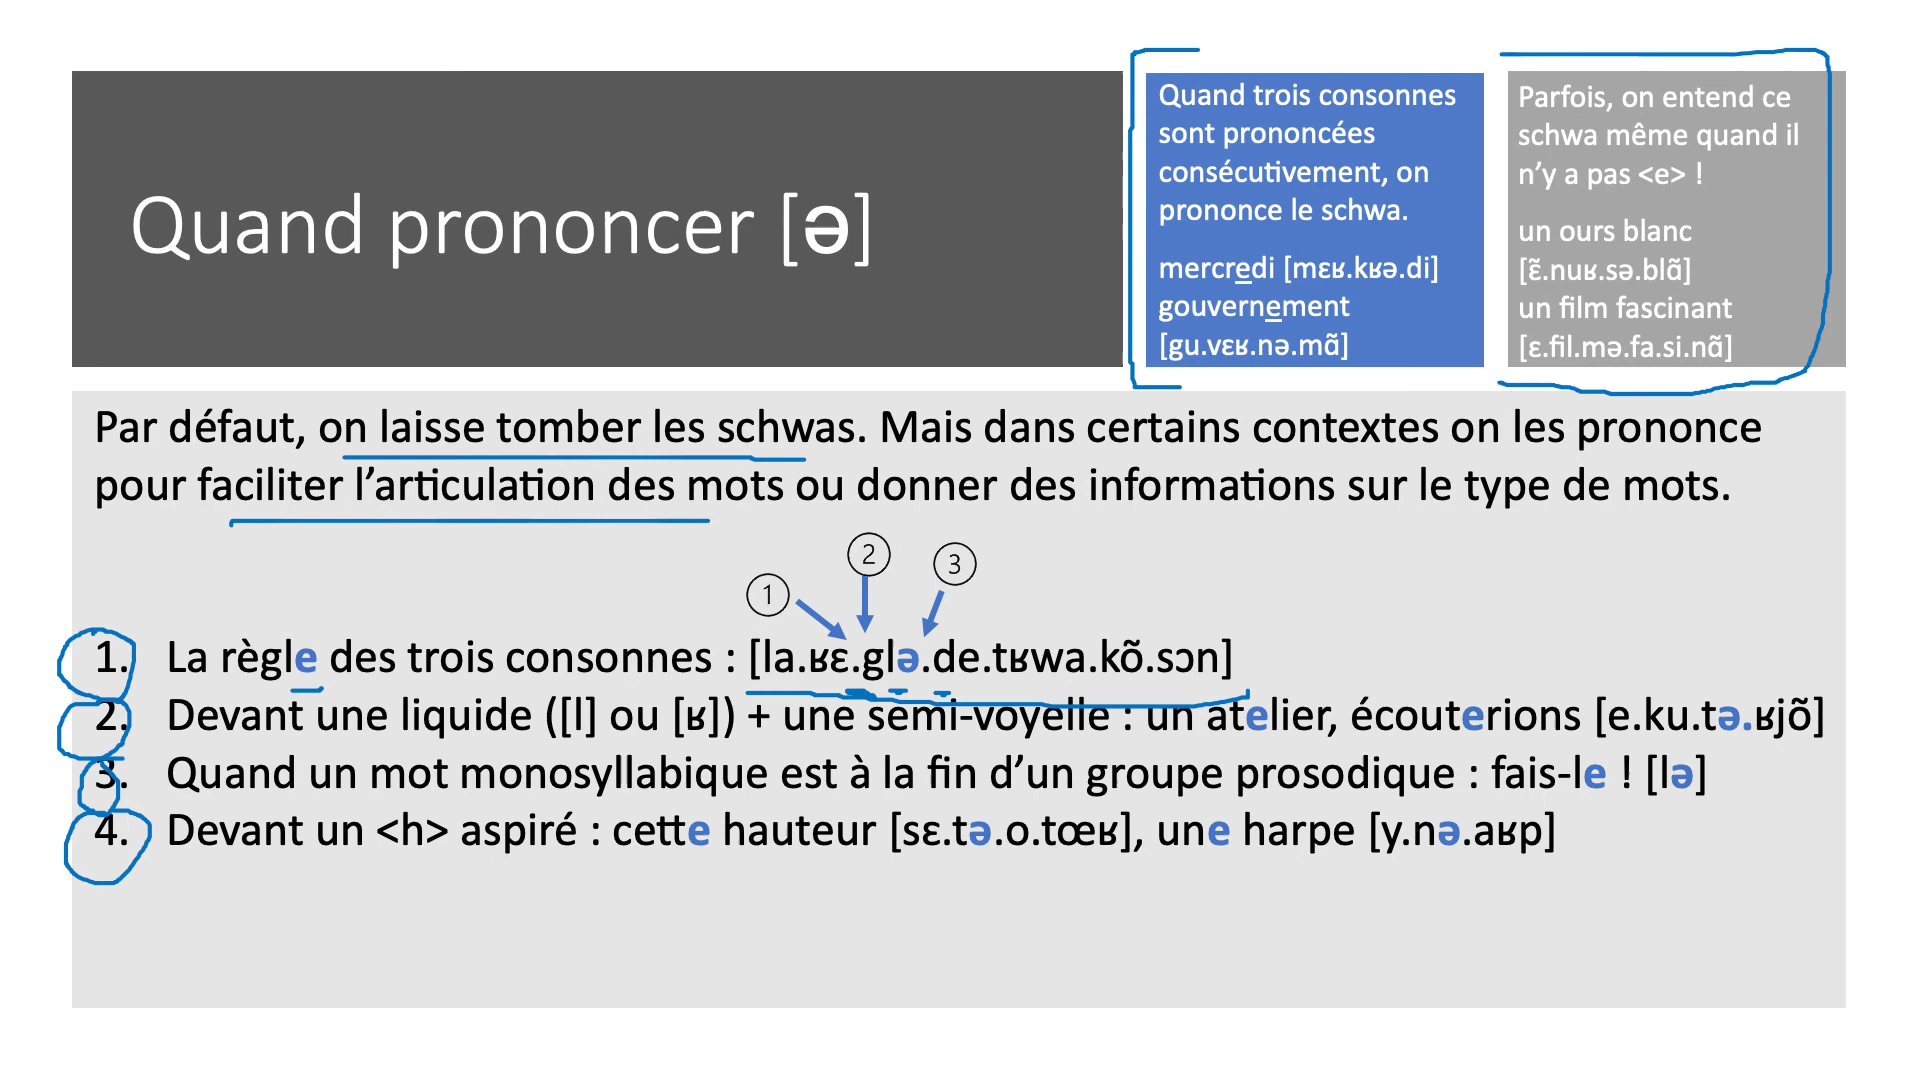 Quand prononcer [ə]
Quand trois consonnes
sont prononcées
consécutivement, on
prononce le schwa.
mercredi [mɛʁ.kʁə.di]
gouvernement
[gu.vɛʁ.nə.mɑ̃]
Parfois, on entend ce
schwa même quand il
n’y a pas <e> !
un ours blanc
[ɛ̃.nuʁ.sə.blɑ̃]
un film fascinant
[ɛ.fil.mə.fa.si.nɑ̃]
Par défaut, on laisse tomber les schwas. Mais dans certains contextes on les prononce
pour faciliter l’articulation des mots ou donner des informations sur le type de mots.
1 2 3
1. La règle des trois consonnes : [la.ʁɛ.glə.de.tʁwa.kõ.sɔn]
2. Devant une liquide ([l] ou [ʁ]) + une semi-voyelle : un atelier, écouterions [e.ku.tə.ʁjõ]
3. Quand un mot monosyllabique est à la fin d’un groupe prosodique : fais-le ! [lə]
4. Devant un <h> aspiré : cette hauteur [sɛ.tə.o.tœʁ], une harpe [y.nə.aʁp]